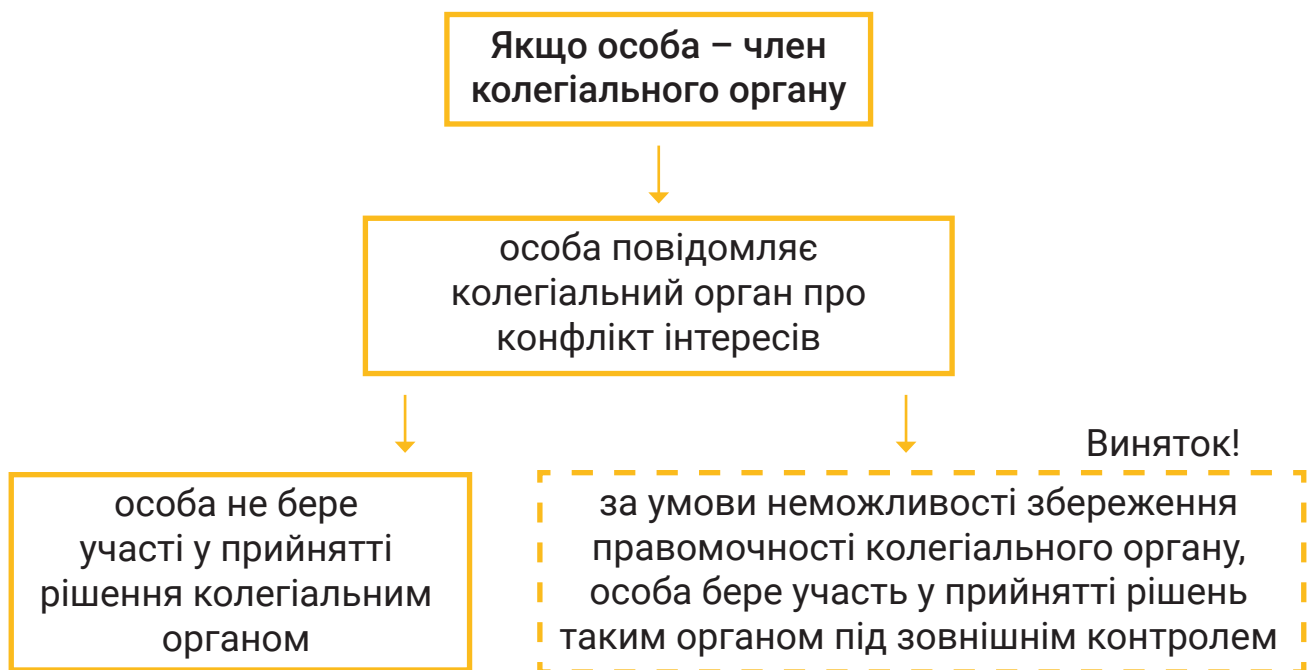 Якщо особа – член
колегіального органу
особа повідомляє
колегіальний орган про
конфлікт інтересів
особа не бере
участі у прийнятті
рішення колегіальним
органом
Виняток!
за умови неможливості збереження
правомочності колегіального органу,
особа бере участь у прийнятті рішень
таким органом під зовнішнім контролем